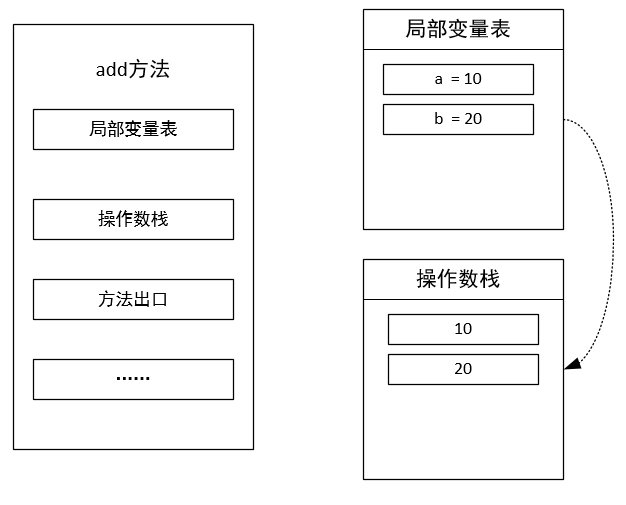 add方法
局部变量表
操作数栈
方法出口
......
局部变量表
a = 10
b = 20
操作数栈
10
20